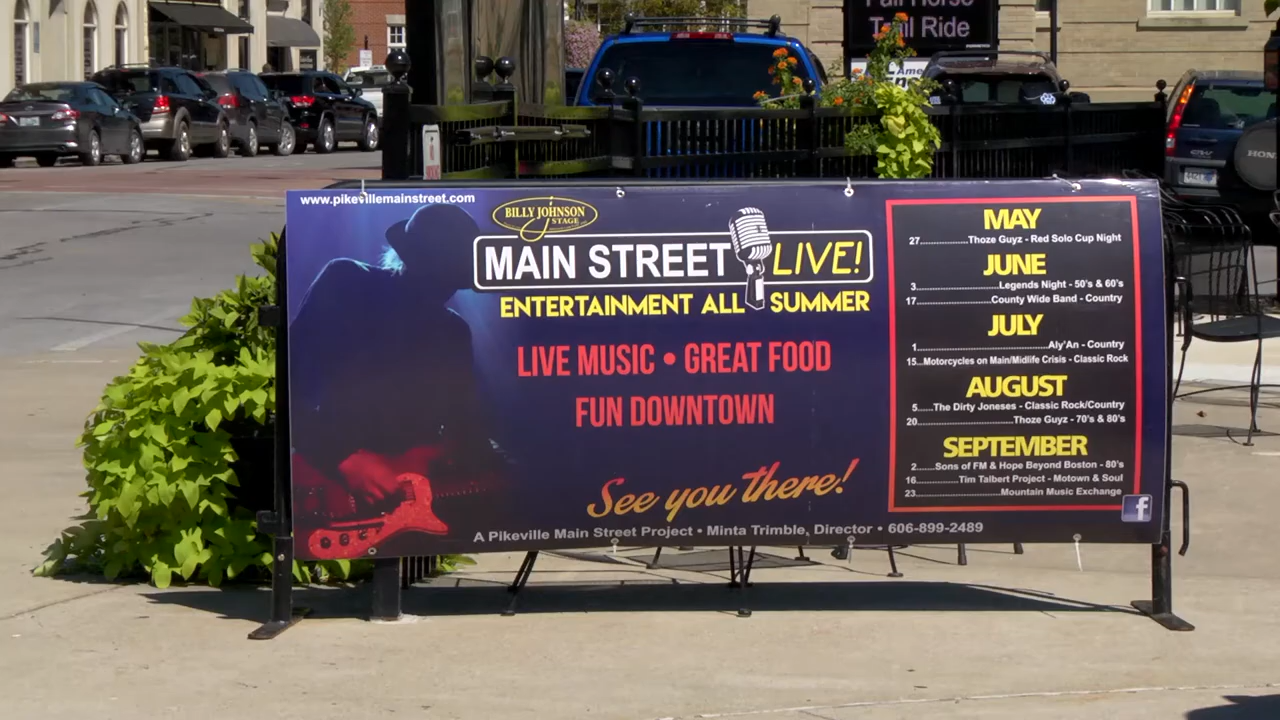 Fall Horse
Trail Ride
www.pikevillemainstreet.com
BILLY JOHNSON
STAGE
MAIN STREET LIVE!
ENTERTAINMENT ALL SUMMER
LIVE MUSIC • GREAT FOOD
FUN DOWNTOWN
See you there!
A Pikeville Main Street Project • Minta Trimble, Director • 606-899-2489
MAY
27...............Thoze Guyz - Red Solo Cup Night
JUNE
3..........................Legends Night - 50's & 60's
17........................County Wide Band - Country
JULY
1.........................................Aly'An - Country
15..Motorcycles on Main/Midlife Crisis - Classic Rock
AUGUST
5.....The Dirty Joneses - Classic Rock/Country
20..............................Thoze Guyz - 70's & 80's
SEPTEMBER
2.....Sons of FM & Hope Beyond Boston - 80's
16.............Tim Talbert Project - Motown & Soul
23..........................Mountain Music Exchange
f
HOND